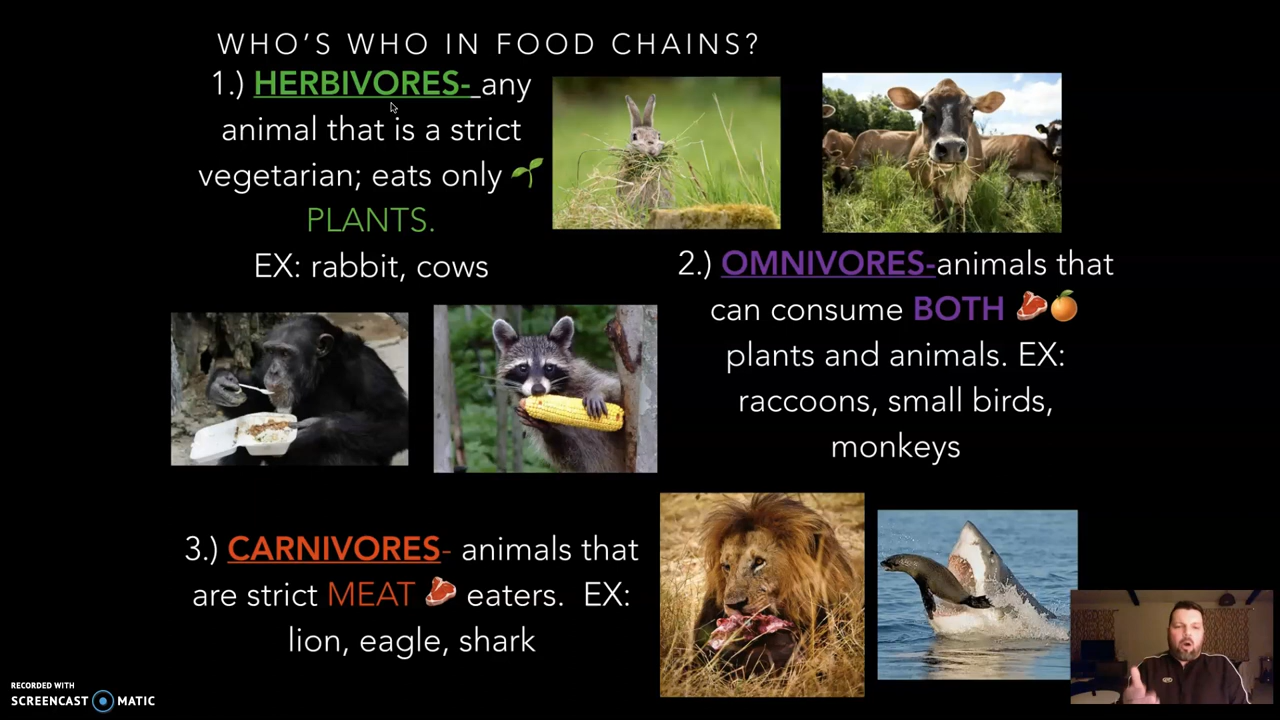 WHO'S WHO IN FOOD CHAINS?
1.) HERBIVORES- any
animal that is a strict
vegetarian; eats only 🌱
PLANTS.
EX: rabbit, cows
2.) OMNIVORES-animals that
can consume BOTH 🥩🍊
plants and animals. EX:
raccoons, small birds,
monkeys
3.) CARNIVORES- animals that
are strict MEAT 🥩 eaters. EX:
lion, eagle, shark
RECORDED WITH
SCREENCAST MATIC